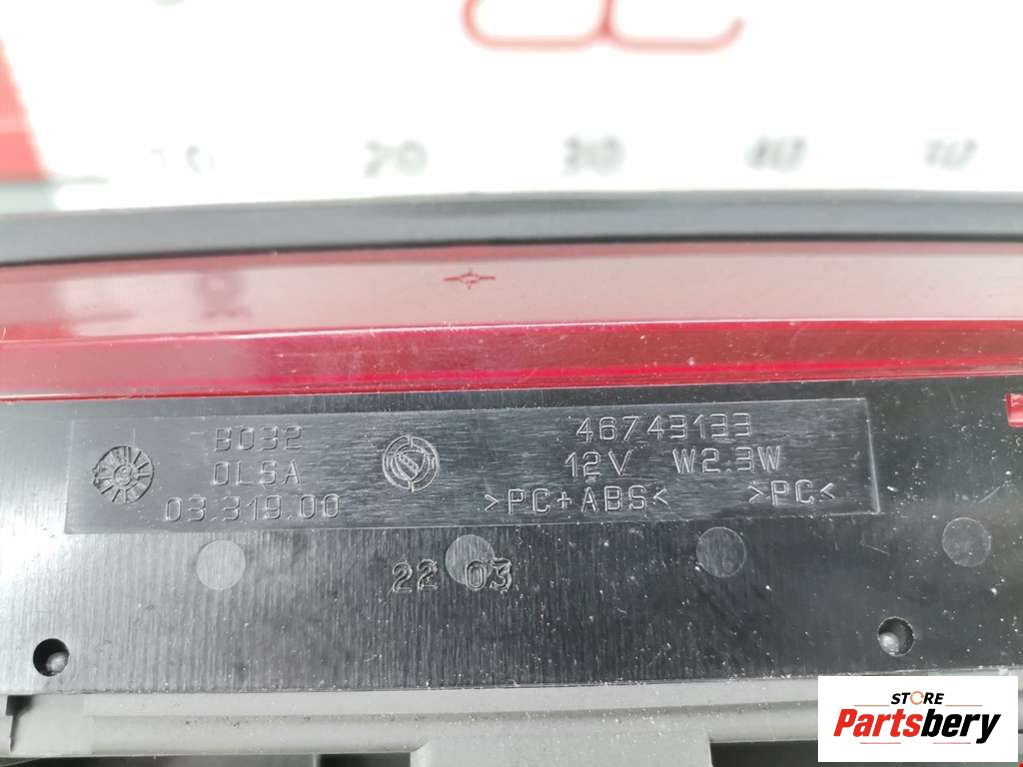 20 30 40
B032
OLSA
03.319.00
46743133
12V W2.3W
>PC+ABS< >PC<
22 03
STORE
Partsbery